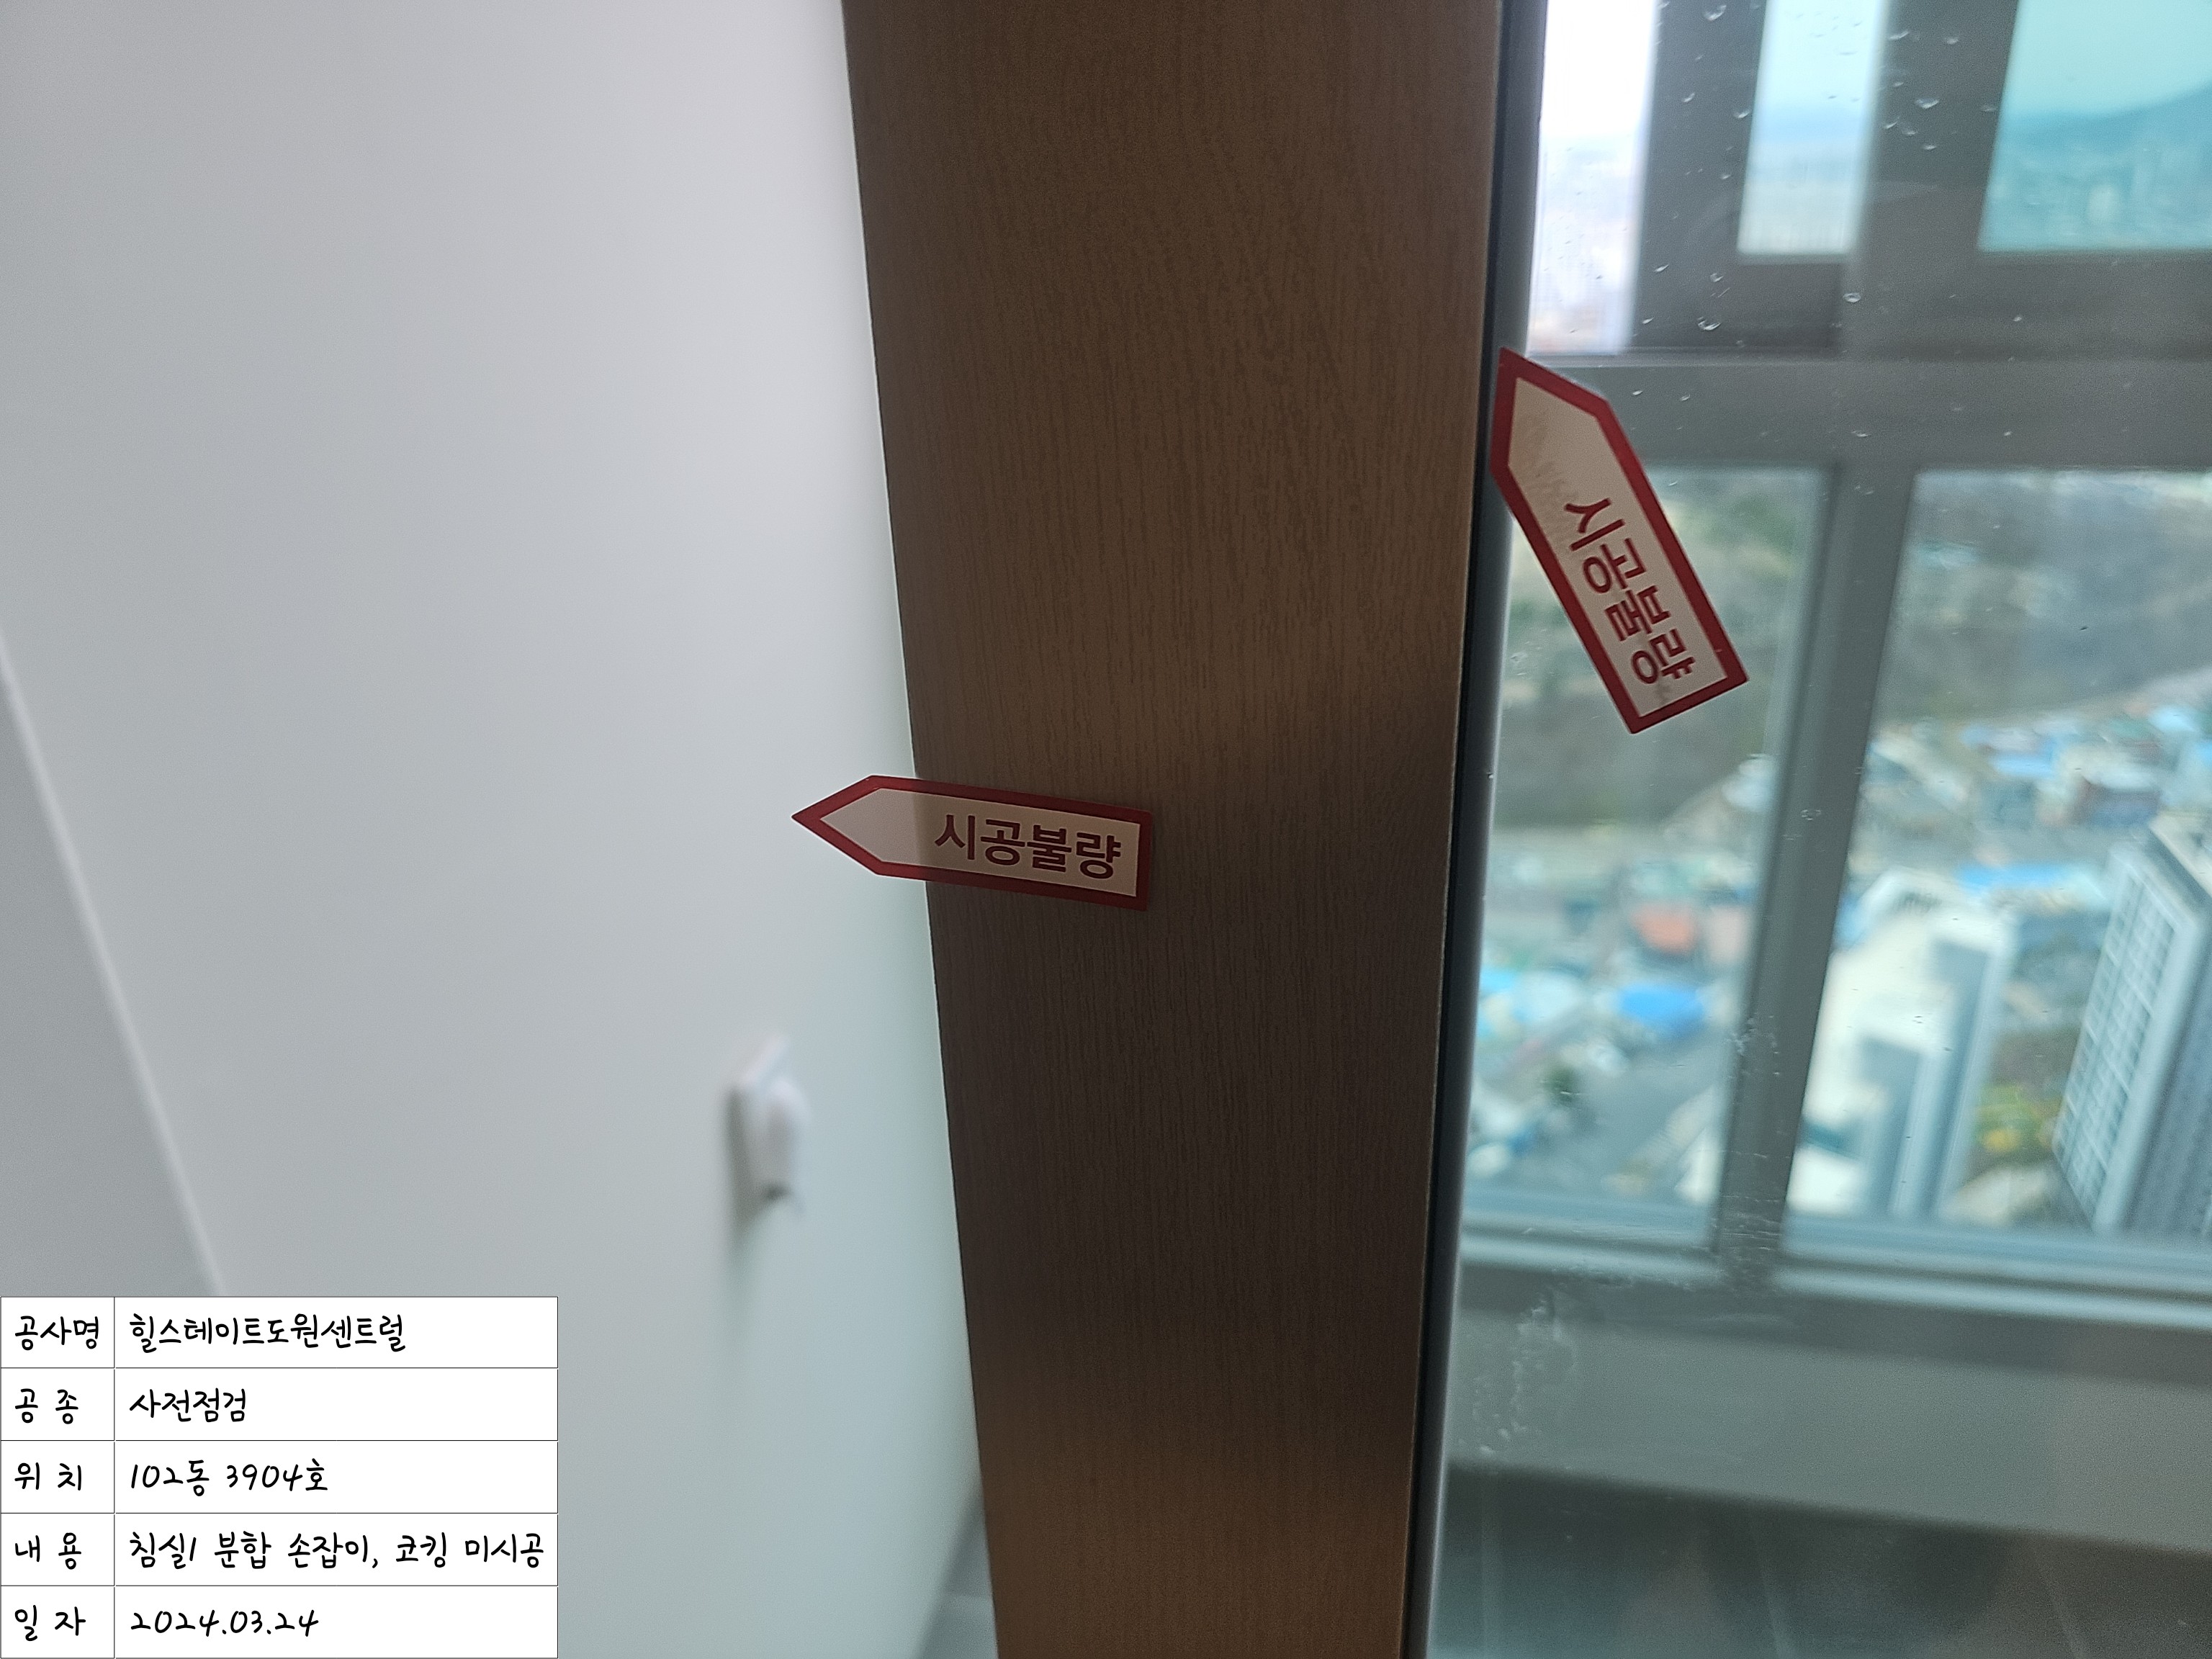 시공불량
시공불량
공사명 힐스테이트도원센트럴
공 종 사전점검
위 치 102동 3904호
내 용 침실1 분합 손잡이, 코킹 미시공
일 자 2024.03.24